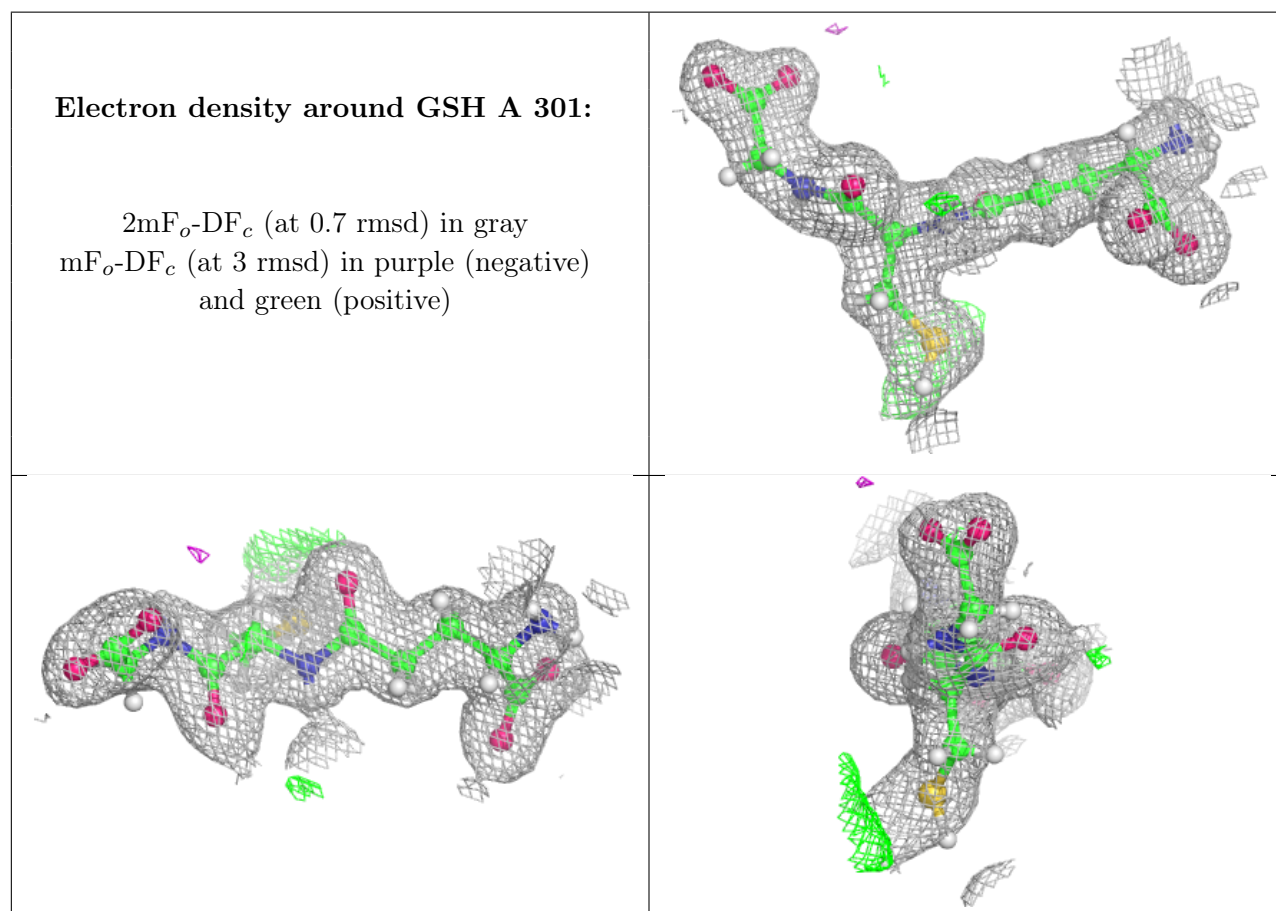 Electron density around GSH A 301:
2mFo-DFc (at 0.7 rmsd) in gray
mFo-DFc (at 3 rmsd) in purple (negative)
and green (positive)